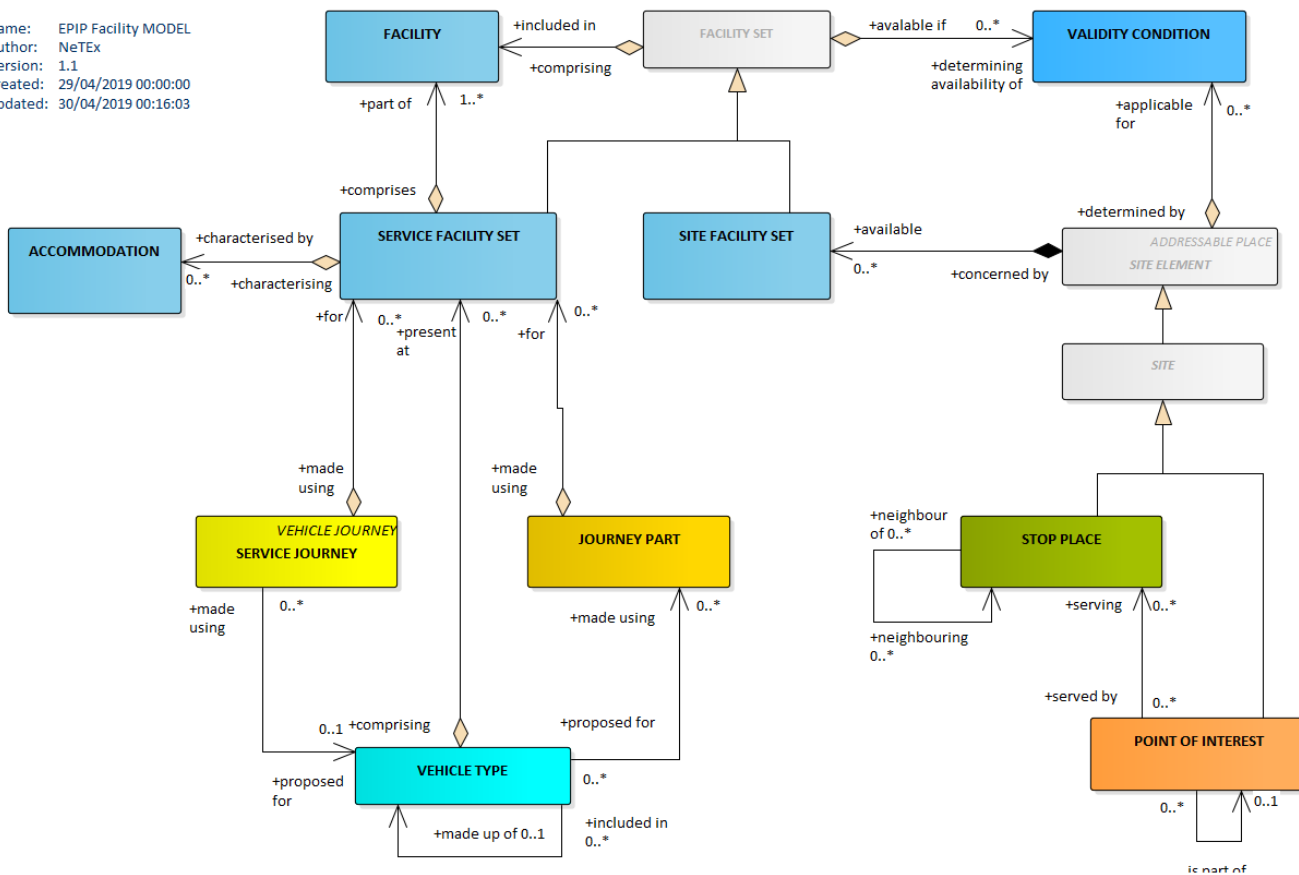 ame: EPIP Facility MODEL
uthor: NeTEx
ersion: 1.1
reated: 29/04/2019 00:00:00
pdated: 30/04/2019 00:16:03
FACILITY
+included in
+comprising
FACILITY SET
+avalable if 0..*
+determining
availability of
VALIDITY CONDITION
+part of 1..*
+applicable
for
0..*
+comprises
+determined by
ACCOMMODATION
+characterised by
0..*
+characterising
SERVICE FACILITY SET
SITE FACILITY SET
+available
0..*
+concerned by
ADDRESSABLE PLACE
SITE ELEMENT
+for
0..*
+present
at
0..*
+for
0..*
SITE
+made
using
+made
using
VEHICLE JOURNEY
SERVICE JOURNEY
JOURNEY PART
+neighbour
of 0..*
STOP PLACE
+made
using
0..*
+made using
0..*
+serving
0..*
+neighbouring
0..*
+served by
0..*
0..1
+comprising
+proposed for
+proposed
for
VEHICLE TYPE
0..*
POINT OF INTEREST
+made up of 0..1
+included in
0..*
0..*
0..1
is part of